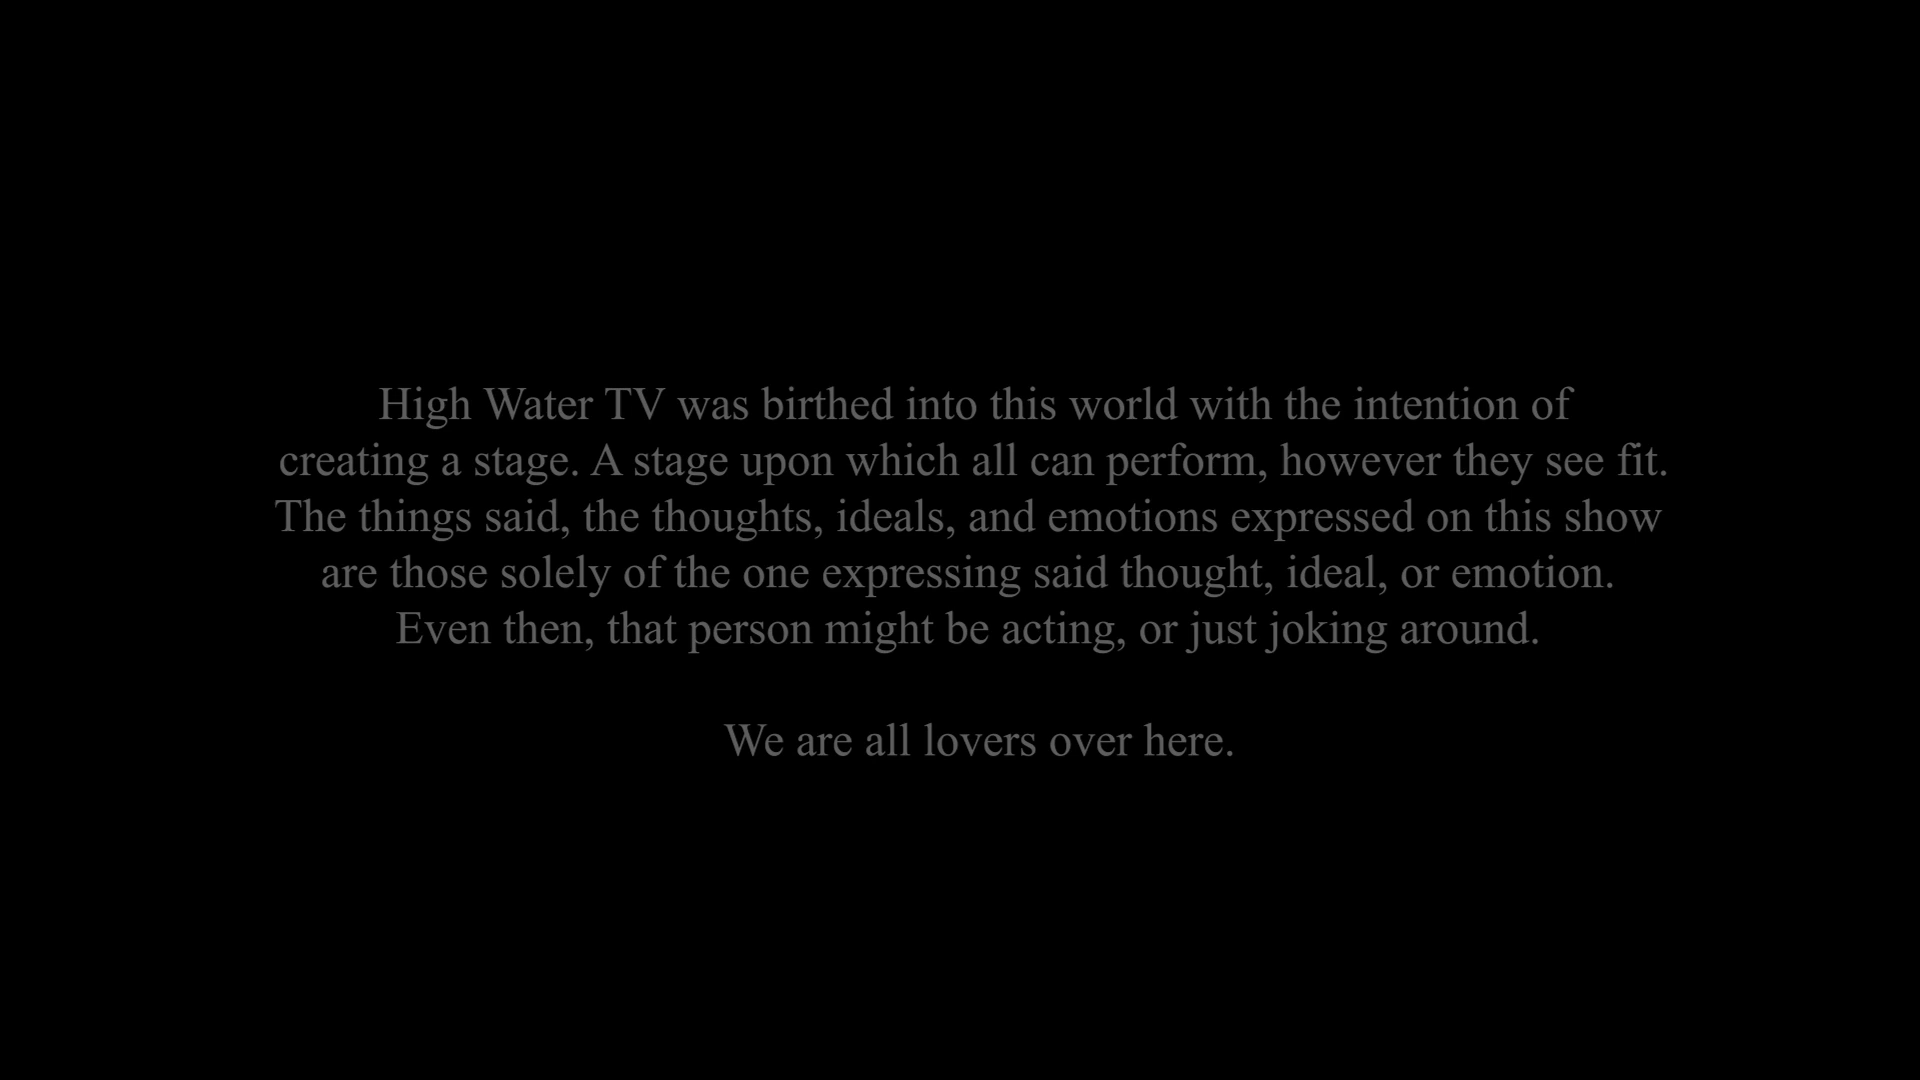 High Water TV was birthed into this world with the intention of
creating a stage. A stage upon which all can perform, however they see fit.
The things said, the thoughts, ideals, and emotions expressed on this show
are those solely of the one expressing said thought, ideal, or emotion.
Even then, that person might be acting, or just joking around.
We are all lovers over here.